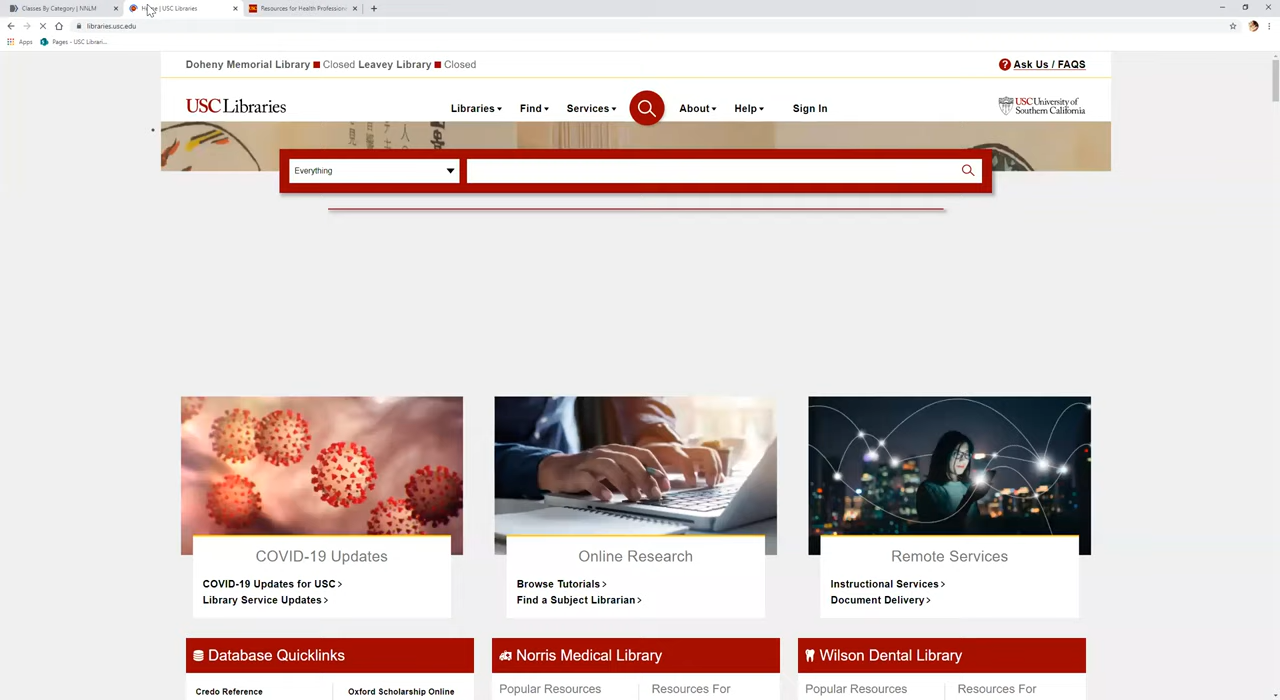 Classes By Category | NNLM
| USC Libraries
Resources for Health Profession
libraries.usc.edu
Apps
Pages - USC Librari...
Doheny Memorial Library Closed Leavey Library Closed
? Ask Us / FAQS
USC Libraries
Libraries
Find
Services
About
Help
Sign In
USC University of
Southern California
Everything
COVID-19 Updates
COVID-19 Updates for USC >
Library Service Updates >
Online Research
Browse Tutorials >
Find a Subject Librarian >
Remote Services
Instructional Services >
Document Delivery >
Database Quicklinks
Norris Medical Library
Wilson Dental Library
Credo Reference
Oxford Scholarship Online
Popular Resources
Resources For
Popular Resources
Resources For